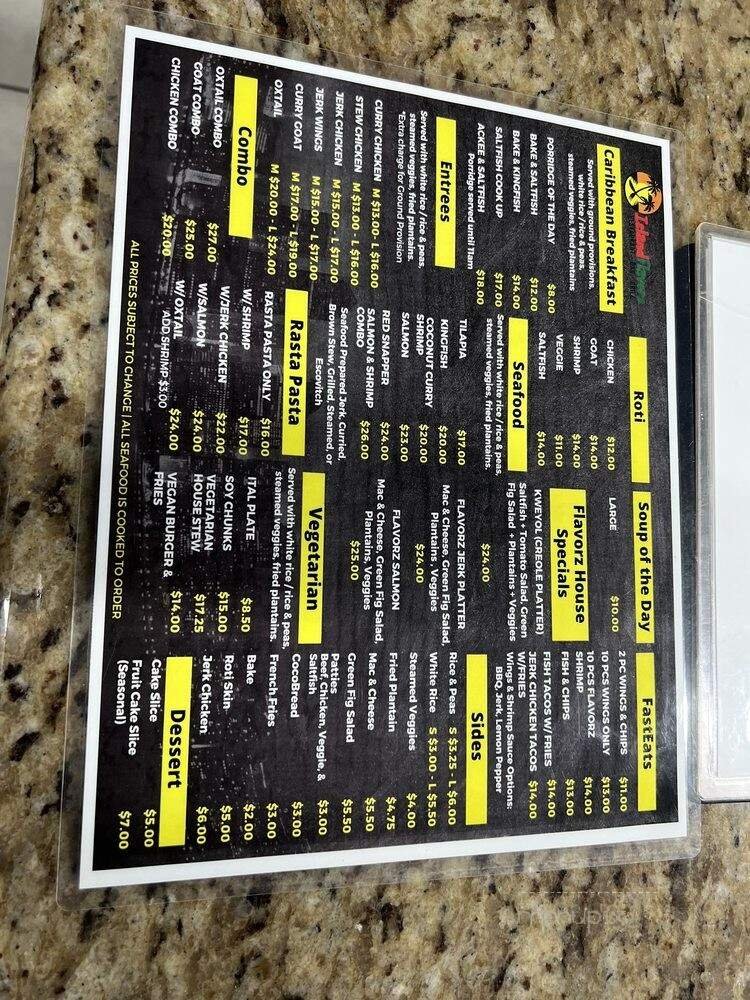 Island Flavorz
Caribbean Breakfast
Served with ground provisions,
white rice / rice & peas,
steamed veggies, fried plantains
PORRIDGE OF THE DAY $8.00
BAKE & SALTFISH $12.00
BAKE & KINGFISH $14.00
SALTFISH COOK UP $17.00
ACKEE & SALTFISH $18.00
Porridge served until 11am
Entrees
Served with white rice / rice & peas,
steamed veggies, fried plantains.
*Extra charge for Ground Provision
CURRY CHICKEN M $13.00 - L $16.00
STEW CHICKEN M $13.00 - L $16.00
JERK CHICKEN M $15.00 - L $17.00
JERK WINGS M $15.00 - L $17.00
CURRY GOAT M $17.00 - L $19.00
OXTAIL M $20.00 - L $24.00
Combo
OXTAIL COMBO $27.00
GOAT COMBO $25.00
CHICKEN COMBO $20.00
Roti
CHICKEN $12.00
GOAT $14.00
SHRIMP $14.00
VEGGIE $11.00
SALTFISH $14.00
Seafood
Served with white rice / rice & peas,
steamed veggies, fried plantains.
TILAPIA $17.00
KINGFISH $20.00
COCONUT CURRY
SHRIMP $20.00
SALMON $23.00
RED SNAPPER $24.00
SALMON & SHRIMP
COMBO $26.00
Seafood Prepared Jerk, Curried,
Brown Stew, Grilled, Steamed, or
Escovitch
Rasta Pasta
RASTA PASTA ONLY $16.00
W/ SHRIMP $17.00
W/JERK CHICKEN $22.00
W/SALMON $24.00
W/OXTAIL $24.00
*ADD SHRIMP $3.00
Soup of the Day
LARGE $10.00
Flavorz House
Specials
KWEYOL (CREOLE PLATTER)
Saltfish + Tomato Salad, Green
Fig Salad + Plantains + Veggies
$24.00
FLAVORZ JERK PLATTER
Mac & Cheese, Green Fig Salad,
Plantains, Veggies
$24.00
FLAVORZ SALMON
Mac & Cheese, Green Fig Salad,
Plantains, Veggies
$25.00
Vegetarian
Served with white rice / rice & peas,
steamed veggies, fried plantains.
ITAL PLATE $8.50
SOY CHUNKS $15.00
VEGETARIAN
HOUSE STEW $17.25
VEGAN BURGER &
FRIES $14.00
FastEats
2 PC WINGS & CHIPS $11.00
10 PCS WINGS ONLY $13.00
10 PCS FLAVORZ
SHRIMP $14.00
FISH & CHIPS $13.00
FISH TACOS W/ FRIES $14.00
JERK CHICKEN TACOS
W/FRIES $14.00
Wings & Shrimp Sauce Options:
BBQ, Jerk, Lemon Pepper
Sides
Rice & Peas S $3.25 - L $6.00
White Rice S $3.00 - L $5.50
Steamed Veggies $4.00
Fried Plantain $4.75
Mac & Cheese $5.50
Green Fig Salad $5.50
Patties
Beef, Chicken, Veggie, &
Saltfish $3.00
CocoBread $3.00
French Fries $3.00
Bake $2.00
Roti Skin $5.00
Jerk Chicken $6.00
Dessert
Cake Slice $5.00
Fruit Cake Slice
(Seasonal) $7.00
ALL PRICES SUBJECT TO CHANGE | ALL SEAFOOD IS COOKED TO ORDER